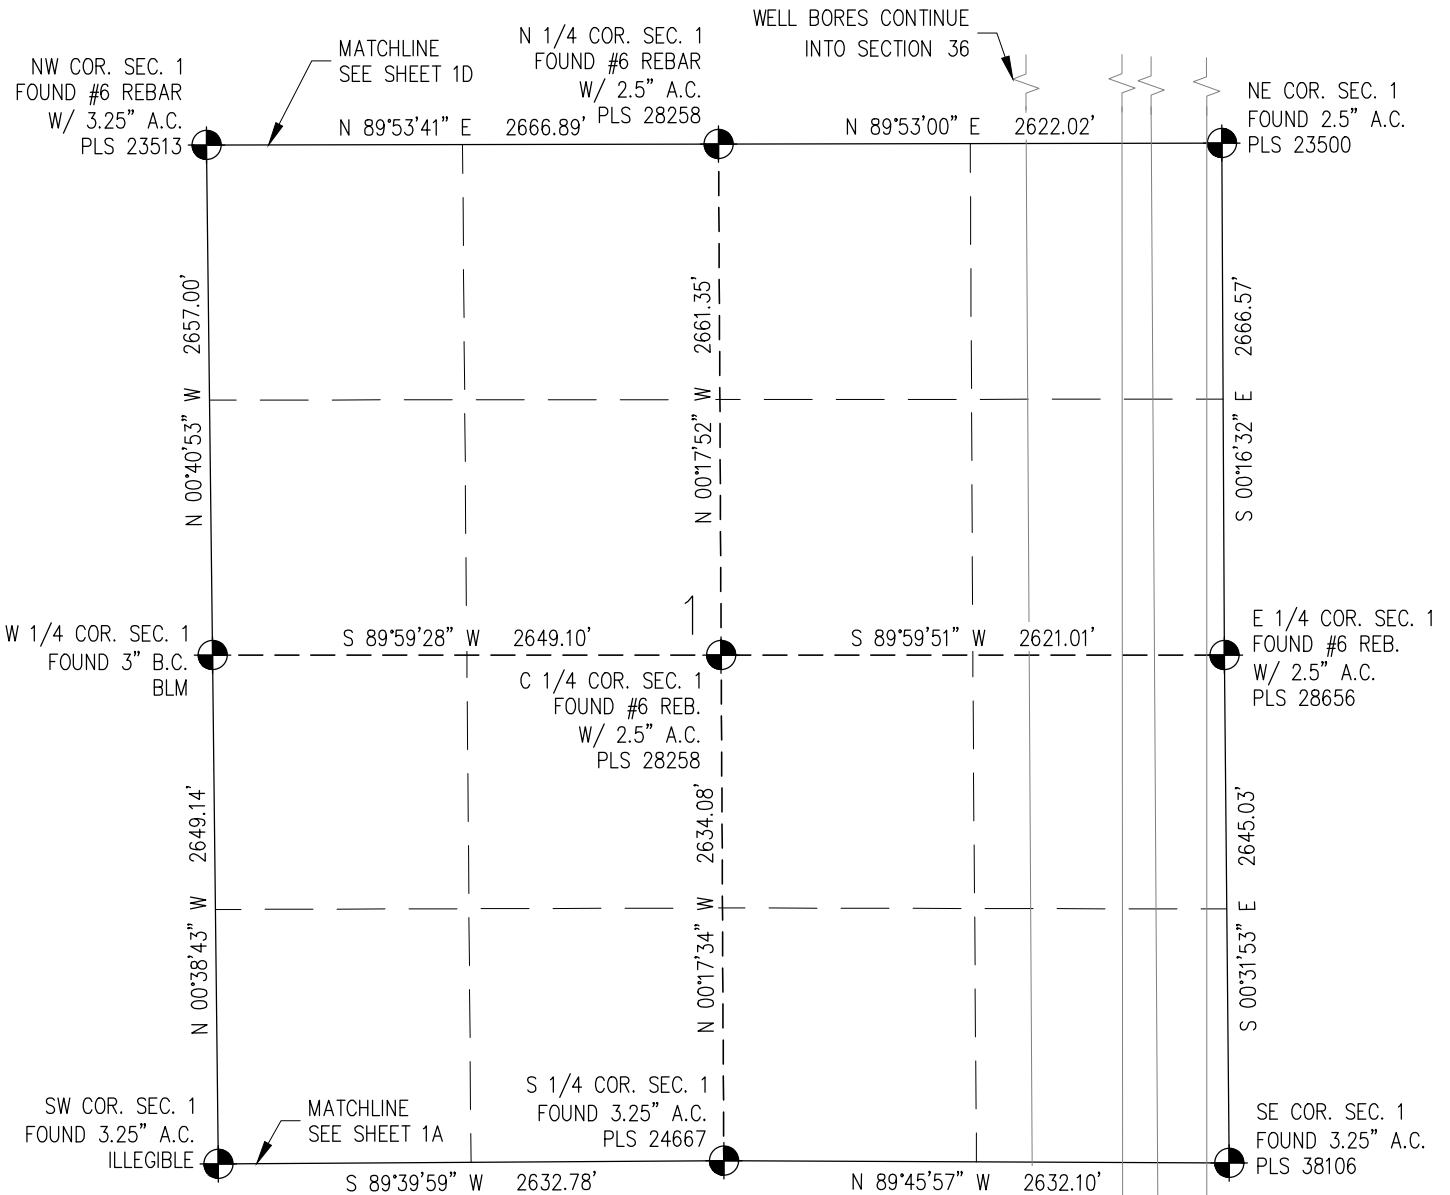 WELL BORES CONTINUE
INTO SECTION 36
N 1/4 COR. SEC. 1
FOUND #6 REBAR
W/ 2.5" A.C.
PLS 28258
MATCHLINE
SEE SHEET 1D
NW COR. SEC. 1
FOUND #6 REBAR
W/ 3.25" A.C.
PLS 23513
NE COR. SEC. 1
FOUND 2.5" A.C.
PLS 23500
N 89°53'41" E 2666.89'
N 89°53'00" E 2622.02'
N 00°40'53" W 2657.00'
N 00°17'52" W 2661.35'
S 00°16'32" E 2666.57'
1
W 1/4 COR. SEC. 1
FOUND 3" B.C.
BLM
S 89°59'28" W 2649.10'
S 89°59'51" W 2621.01'
E 1/4 COR. SEC. 1
FOUND #6 REB.
W/ 2.5" A.C.
PLS 28656
C 1/4 COR. SEC. 1
FOUND #6 REB.
W/ 2.5" A.C.
PLS 28258
N 00°38'43" W 2649.14'
N 00°17'34" W 2634.08'
S 00°31'53" E 2645.03'
SW COR. SEC. 1
FOUND 3.25" A.C.
ILLEGIBLE
MATCHLINE
SEE SHEET 1A
S 1/4 COR. SEC. 1
FOUND 3.25" A.C.
PLS 24667
SE COR. SEC. 1
FOUND 3.25" A.C.
PLS 38106
S 89°39'59" W 2632.78'
N 89°45'57" W 2632.10'